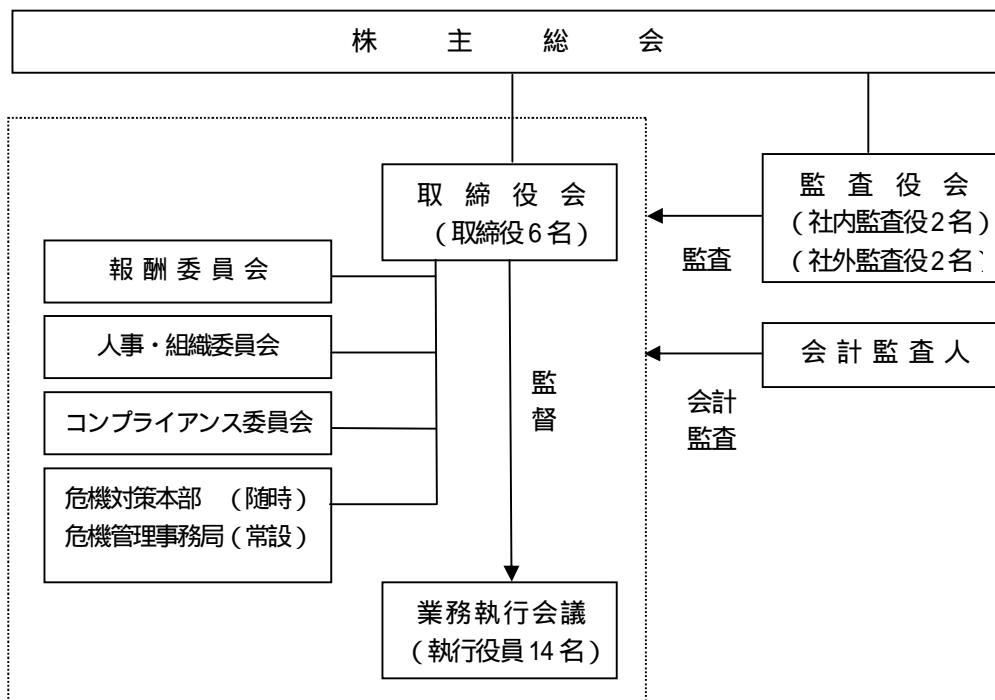 株主総会
取締役会
（取締役6名）
監査役会
（社内監査役2名）
（社外監査役2名）
監査
報酬委員会
人事・組織委員会
コンプライアンス委員会
危機対策本部　（随時）
危機管理事務局（常設）
監督
会計監査人
会計
監査
業務執行会議
（執行役員14名）